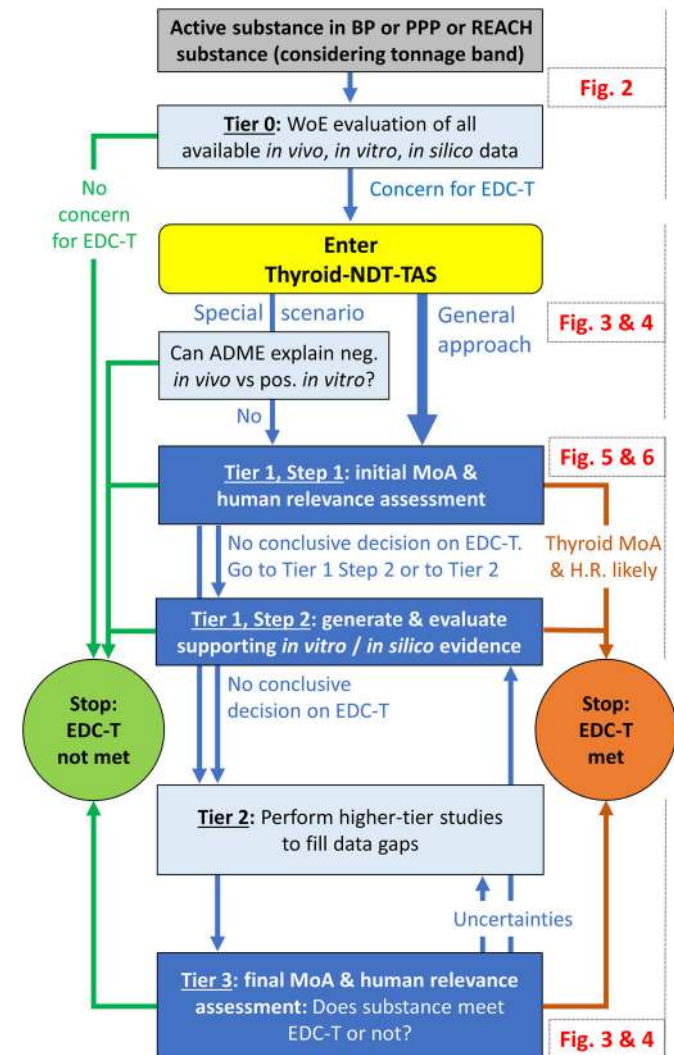 Active substance in BP or PPP or REACH
substance (considering tonnage band)
Fig. 2
Tier 0: WoE evaluation of all
available in vivo, in vitro, in silico data
No
concern
for EDC-T
Concern for EDC-T
Enter
Thyroid-NDT-TAS
Special scenario
General
approach
Fig. 3 & 4
Can ADME explain neg.
in vivo vs pos. in vitro?
No
Fig. 5 & 6
Tier 1, Step 1: initial MoA &
human relevance assessment
No conclusive decision on EDC-T.
Go to Tier 1 Step 2 or to Tier 2
Thyroid MoA
& H.R. likely
Tier 1, Step 2: generate & evaluate
supporting in vitro / in silico evidence
No conclusive
decision on EDC-T
Stop:
EDC-T
not met
Stop:
EDC-T
met
Tier 2: Perform higher-tier studies
to fill data gaps
Uncertainties
Tier 3: final MoA & human relevance
assessment: Does substance meet
EDC-T or not?
Fig. 3 & 4